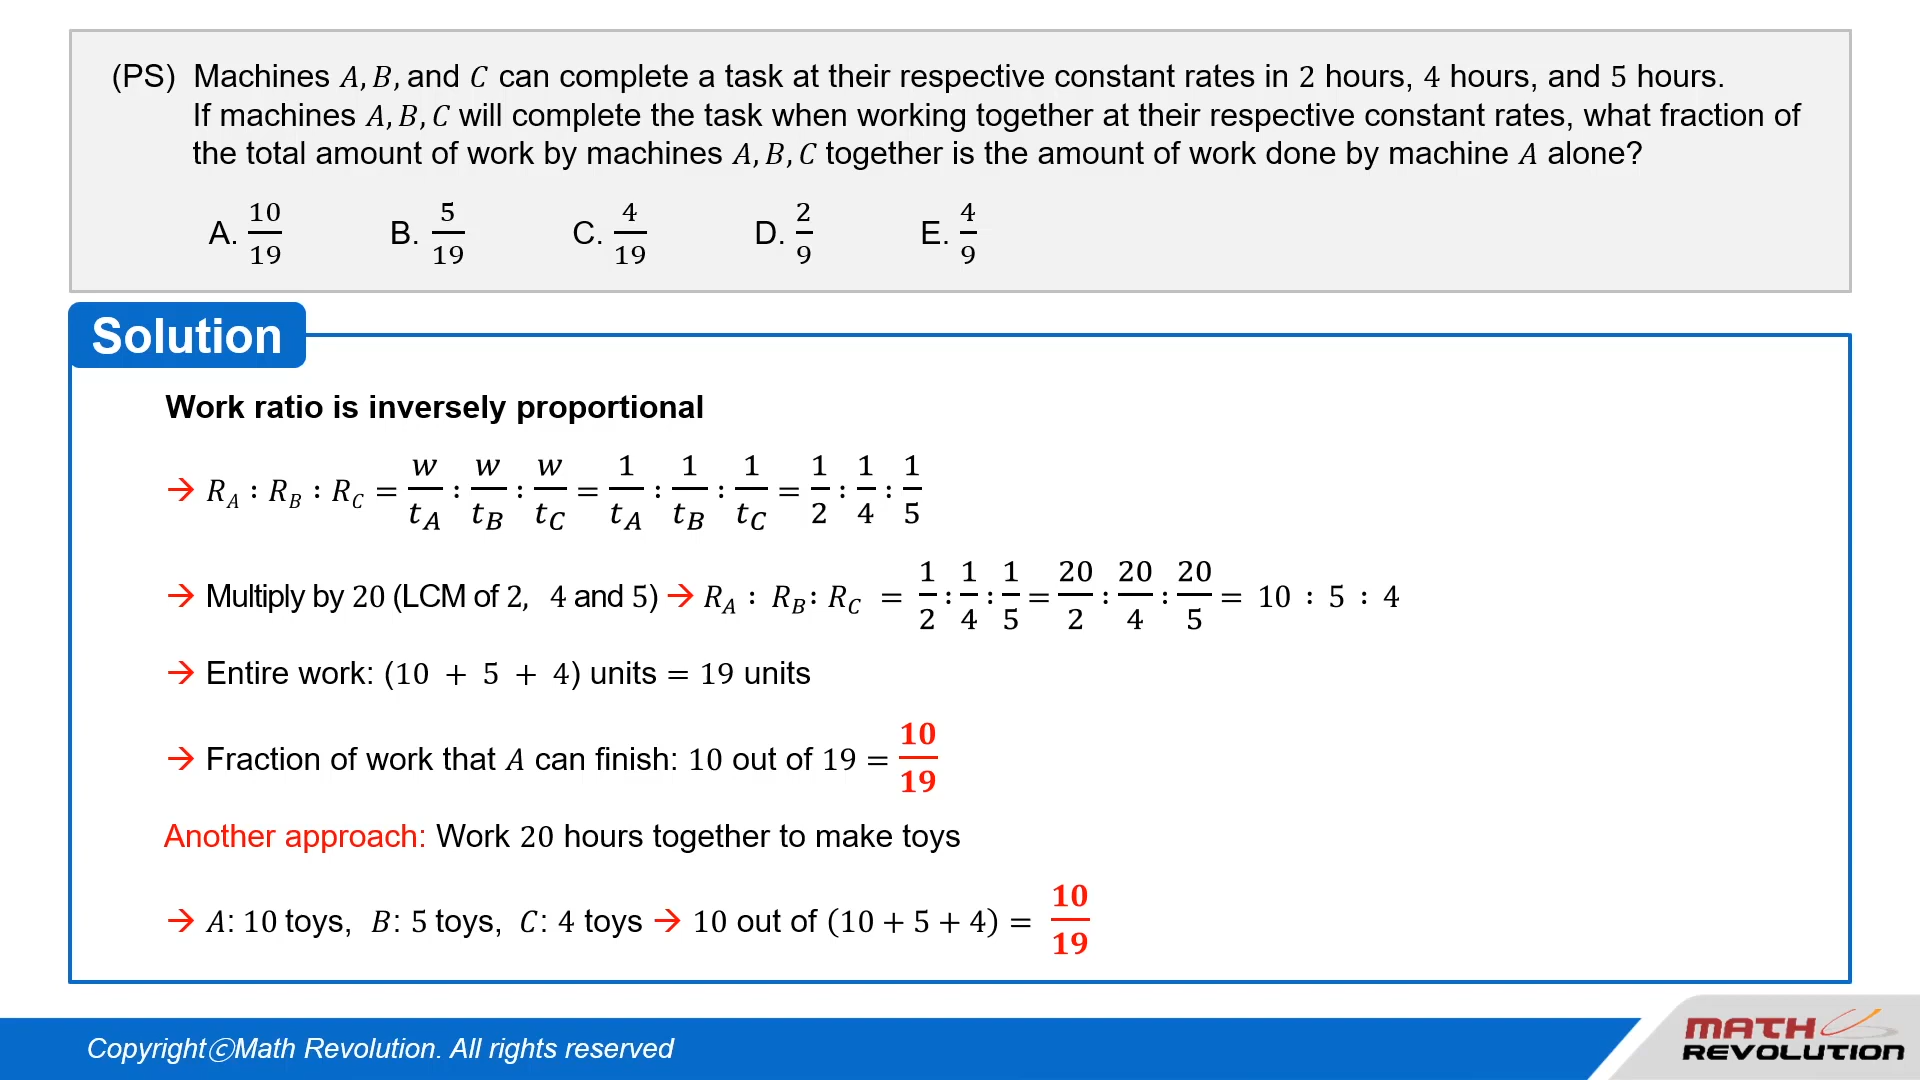 (PS) Machines A, B, and C can complete a task at their respective constant rates in 2 hours, 4 hours, and 5 hours.
If machines A, B, C will complete the task when working together at their respective constant rates, what fraction of
the total amount of work by machines A, B, C together is the amount of work done by machine A alone?
A. 10/19 B. 5/19 C. 4/19 D. 2/9 E. 4/9
Solution
Work ratio is inversely proportional
→ R_A : R_B : R_C = w/t_A : w/t_B : w/t_C = 1/t_A : 1/t_B : 1/t_C = 1/2 : 1/4 : 1/5
→ Multiply by 20 (LCM of 2, 4 and 5) → R_A : R_B : R_C = 1/2 : 1/4 : 1/5 = 20/2 : 20/4 : 20/5 = 10 : 5 : 4
→ Entire work: (10 + 5 + 4) units = 19 units
→ Fraction of work that A can finish: 10 out of 19 = 10/19
Another approach: Work 20 hours together to make toys
→ A: 10 toys, B: 5 toys, C: 4 toys → 10 out of (10 + 5 + 4) = 10/19
CopyrightⓒMath Revolution. All rights reserved
MATH
REVOLUTION